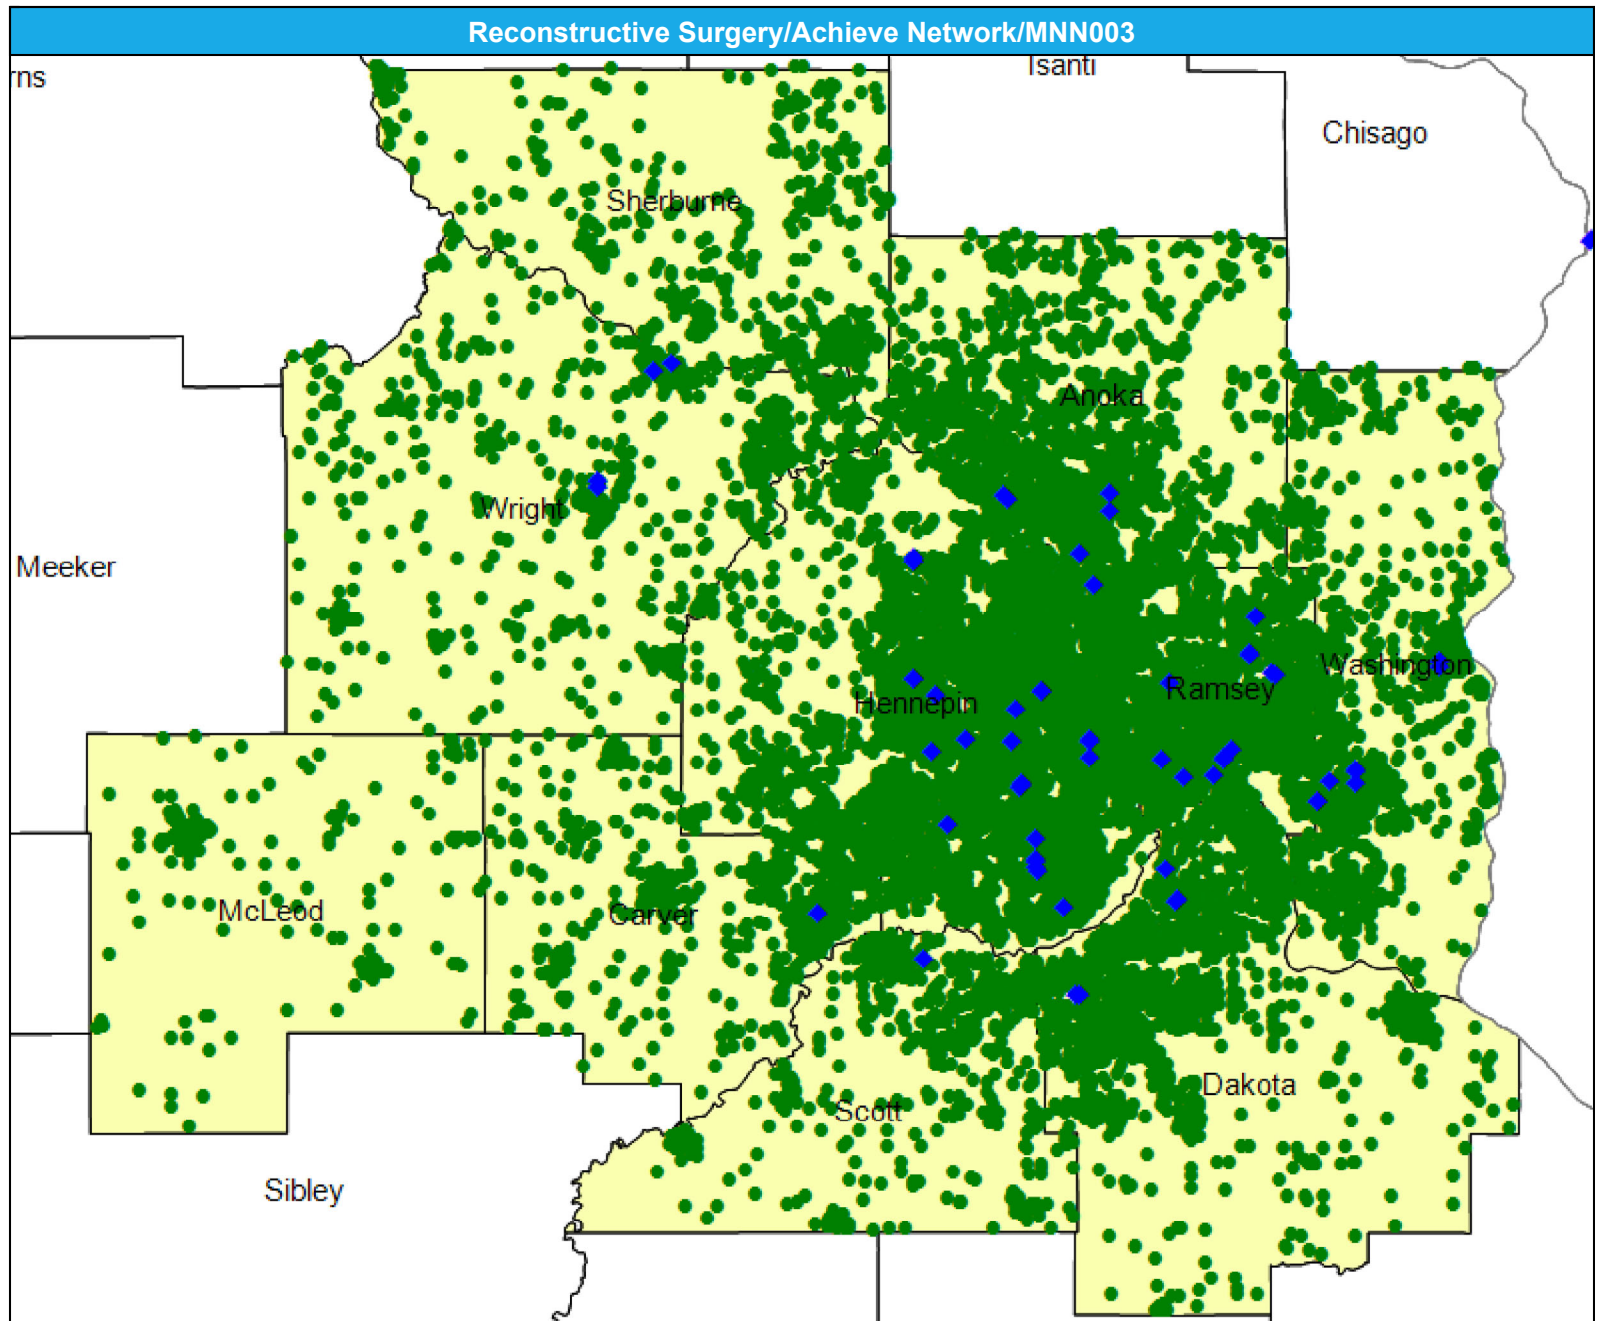 Reconstructive Surgery/Achieve Network/MNN003
rns
Isanti
Chisago
Sherburne
Anoka
Wright
Meeker
Washington
Ramsey
Hennepin
McLeod
Carver
Dakota
Scott
Sibley